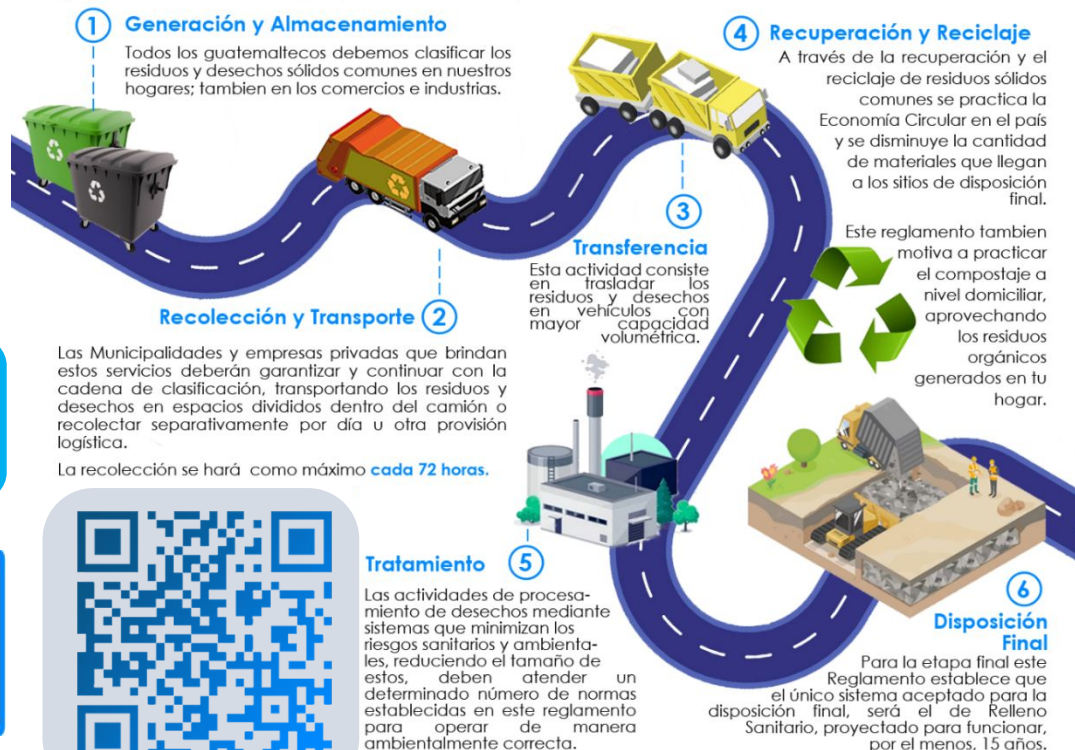 1 Generación y Almacenamiento
Todos los guatemaltecos debemos clasificar los
residuos y desechos sólidos comunes en nuestros
hogares; tambien en los comercios e industrias.
Recolección y Transporte 2
Las Municipalidades y empresas privadas que brindan
estos servicios deberán garantizar y continuar con la
cadena de clasificación, transportando los residuos y
desechos en espacios divididos dentro del camión o
recolectar separativamente por día u otra provisión
logística.
La recolección se hará como máximo cada 72 horas.
3
Transferencia
Esta actividad consiste
en trasladar los
residuos y desechos
en vehículos con
mayor capacidad
volumétrica.
4 Recuperación y Reciclaje
A través de la recuperación y el
reciclaje de residuos sólidos
comunes se practica la
Economía Circular en el país
y se disminuye la cantidad
de materiales que llegan
a los sitios de disposición
final.
Este reglamento tambien
motiva a practicar
el compostaje a
nivel domiciliar,
aprovechando
los residuos
orgánicos
generados en tu
hogar.
Tratamiento 5
Las actividades de procesa-
miento de desechos mediante
sistemas que minimizan los
riesgos sanitarios y ambienta-
les, reduciendo el tamaño de
estos, deben atender un
determinado número de normas
establecidas en este reglamento
para operar de manera
ambientalmente correcta.
6
Disposición
Final
Para la etapa final este
Reglamento establece que
el único sistema aceptado para la
disposición final, será el de Relleno
Sanitario, proyectado para funcionar,
por el menos, 15 años.